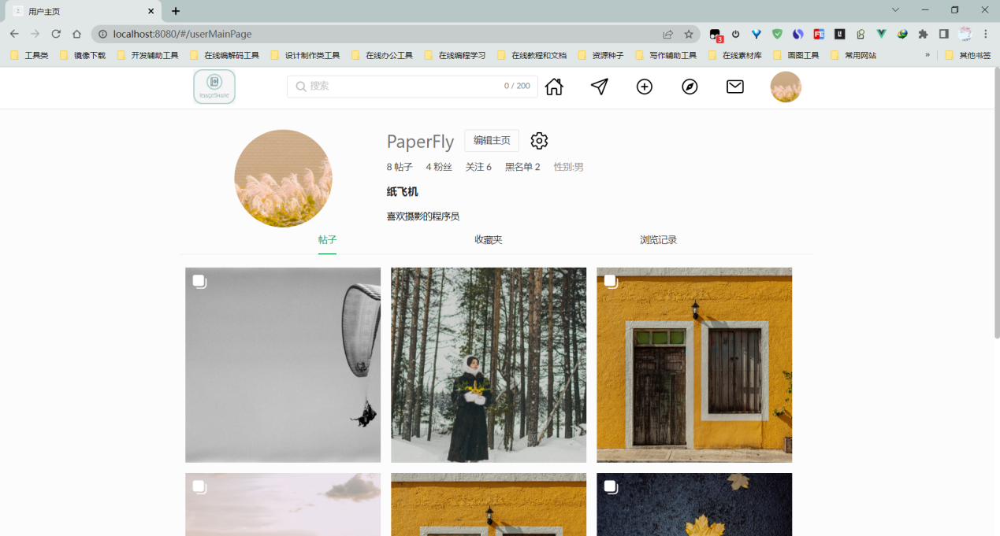 用户主页
localhost:8080/#/userMainPage
3
工具类 镜像下载 开发辅助工具 在线编解码工具 设计制作类工具 在线办公工具 在线编程学习 在线教程和文档 资源种子 写作辅助工具 在线素材库 画图工具 常用网站 » 其他书签
ImageShare
搜索 0 / 200
PaperFly 编辑主页
8 帖子 4 粉丝 关注 6 黑名单 2 性别:男
纸飞机
喜欢摄影的程序员
帖子 收藏夹 浏览记录